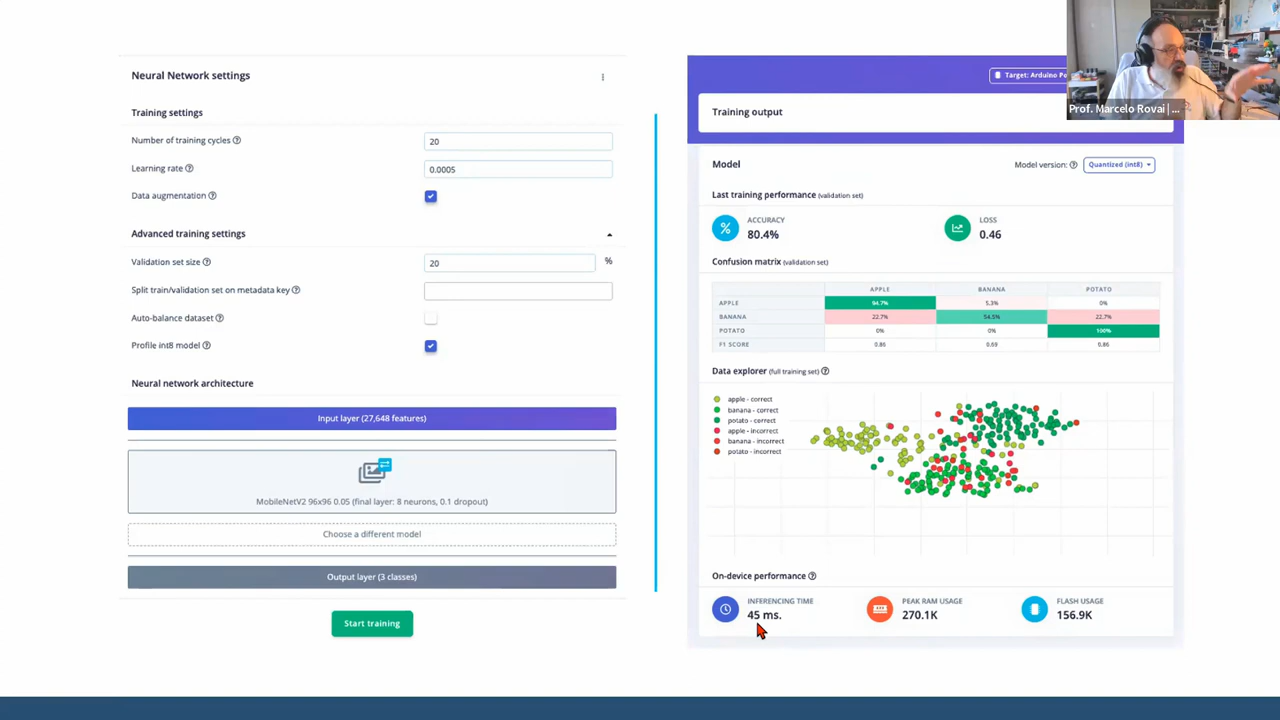 Neural Network settings
Training settings
Number of training cycles
20
Learning rate
0.0005
Data augmentation
Advanced training settings
Validation set size
20
%
Split train/validation set on metadata key
Auto-balance dataset
Profile int8 model
Neural network architecture
Input layer (27,648 features)
MobileNetV2 96x96 0.05 (final layer: 8 neurons, 0.1 dropout)
Choose a different model
Output layer (3 classes)
Start training
Target: Arduino Po
Prof. Marcelo Rovai | ...
Training output
Model
Model version:
Quantized (int8)
Last training performance (validation set)
ACCURACY
80.4%
LOSS
0.46
Confusion matrix (validation set)
APPLE BANANA POTATO
APPLE 94.7% 5.3% 0%
BANANA 22.7% 54.5% 22.7%
POTATO 0% 0% 100%
F1 SCORE 0.86 0.69 0.86
Data explorer (full training set)
apple - correct
banana - correct
potato - correct
apple - incorrect
banana - incorrect
potato - incorrect
On-device performance
INFERENCING TIME
45 ms.
PEAK RAM USAGE
270.1K
FLASH USAGE
156.9K